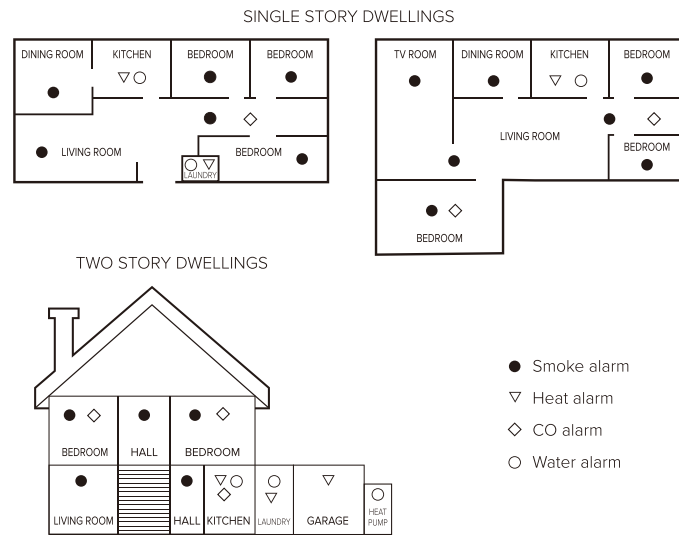 SINGLE STORY DWELLINGS
DINING ROOM
KITCHEN
BEDROOM
BEDROOM
LIVING ROOM
BEDROOM
LAUNDRY
TV ROOM
DINING ROOM
KITCHEN
BEDROOM
LIVING ROOM
BEDROOM
BEDROOM
TWO STORY DWELLINGS
BEDROOM
HALL
BEDROOM
LIVING ROOM
HALL
KITCHEN
LAUNDRY
GARAGE
HEAT
PUMP
Smoke alarm
Heat alarm
CO alarm
Water alarm